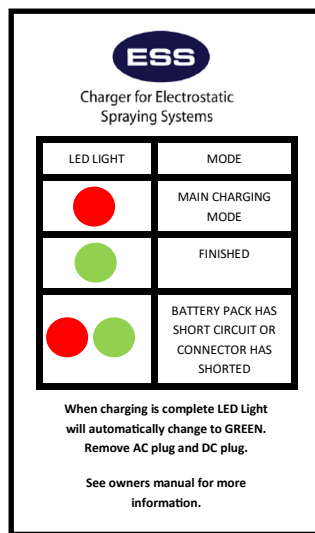 ESS
Charger for Electrostatic
Spraying Systems
LED LIGHT
MODE
MAIN CHARGING
MODE
FINISHED
BATTERY PACK HAS
SHORT CIRCUIT OR
CONNECTOR HAS
SHORTED
When charging is complete LED Light
will automatically change to GREEN.
Remove AC plug and DC plug.
See owners manual for more
information.